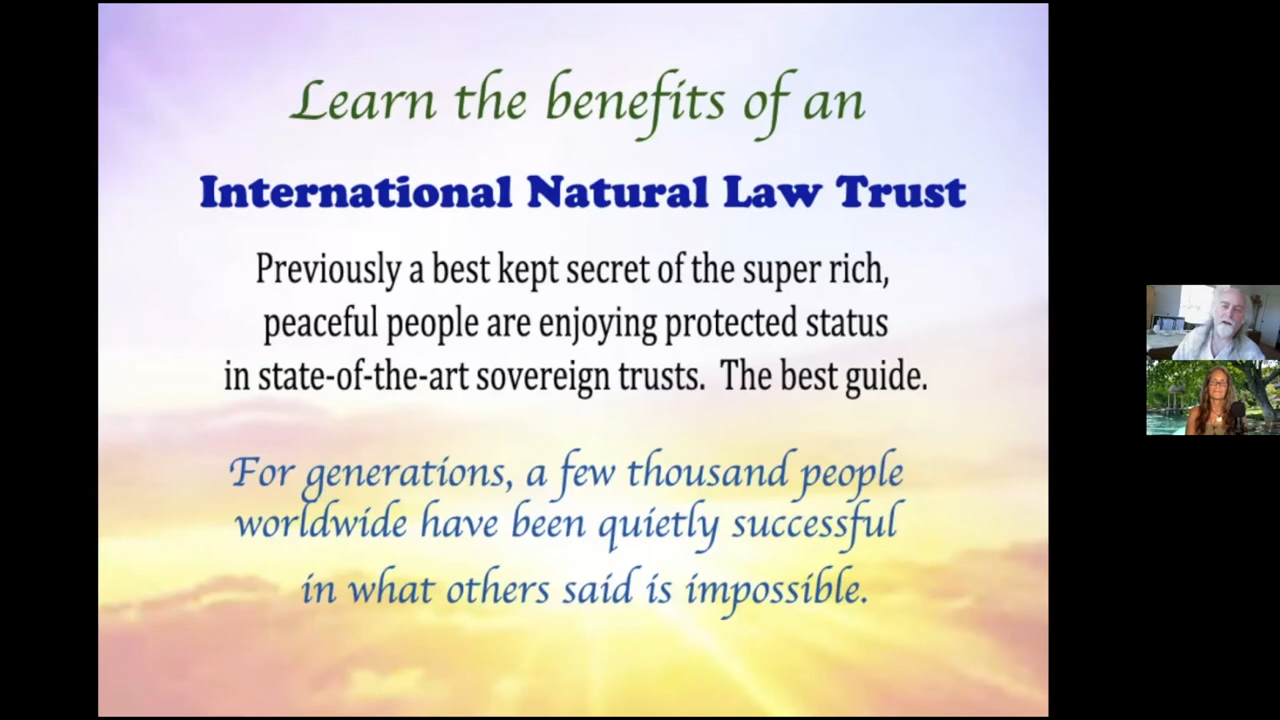 Learn the benefits of an
International Natural Law Trust
Previously a best kept secret of the super rich,
peaceful people are enjoying protected status
in state-of-the-art sovereign trusts. The best guide.
For generations, a few thousand people
worldwide have been quietly successful
in what others said is impossible.